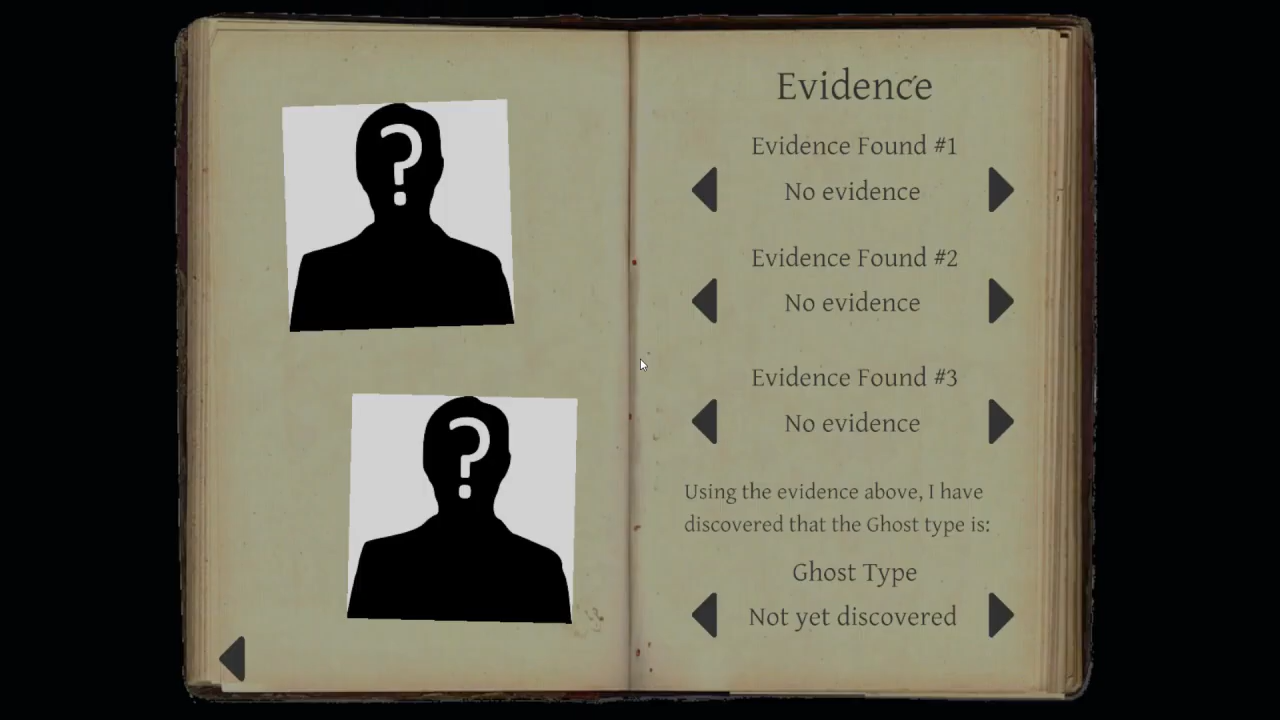 ?
?
Evidence
Evidence Found #1
No evidence
Evidence Found #2
No evidence
Evidence Found #3
No evidence
Using the evidence above, I have
discovered that the Ghost type is:
Ghost Type
Not yet discovered